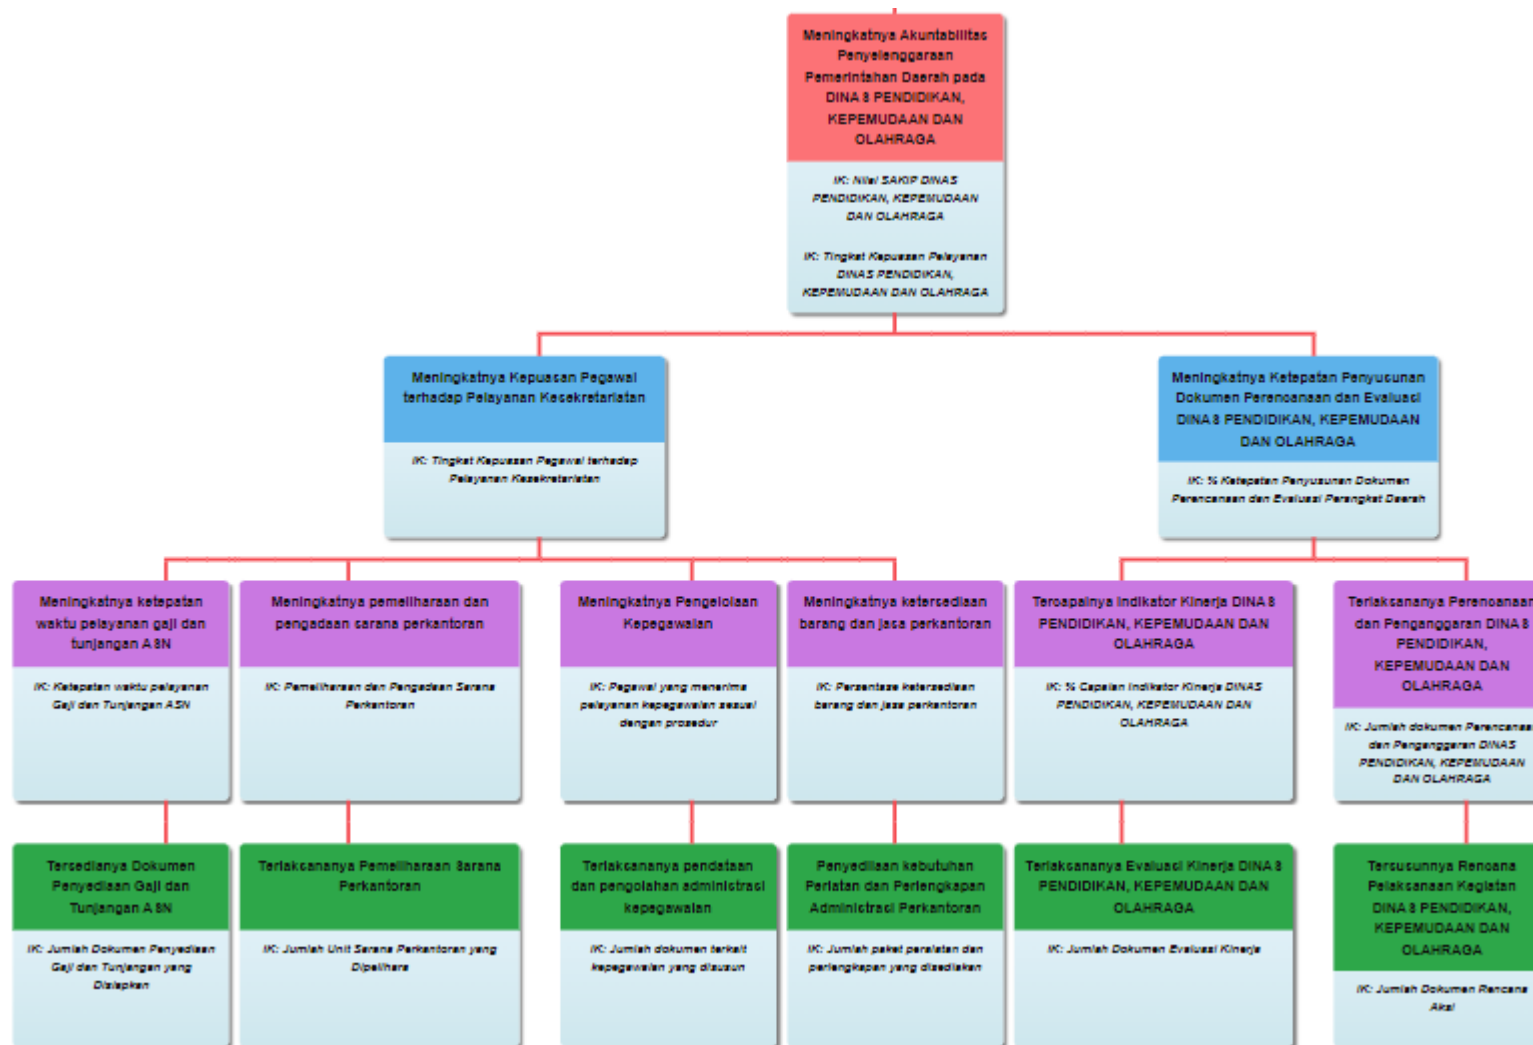 Meningkatnya Akuntabilitas
Penyelenggaraan
Pemerintahan Daerah pada
DINAS PENDIDIKAN,
KEPEMUDAAN DAN
OLAHRAGA
IK: Nilai SAKIP DINAS
PENDIDIKAN, KEPEMUDAAN
DAN OLAHRAGA
IK: Tingkat Kepuasan Pelayanan
DINAS PENDIDIKAN,
KEPEMUDAAN DAN OLAHRAGA
Meningkatnya Kepuasan Pegawai
terhadap Pelayanan Kesekretariatan
IK: Tingkat Kepuasan Pegawai terhadap
Pelayanan Kesekretariatan
Meningkatnya Ketepatan Penyusunan
Dokumen Perencanaan dan Evaluasi
DINAS PENDIDIKAN, KEPEMUDAAN
DAN OLAHRAGA
IK: % Ketepatan Penyusunan Dokumen
Perencanaan dan Evaluasi Perangkat Daerah
Meningkatnya ketepatan
waktu pelayanan gaji dan
tunjangan ASN
IK: Ketepatan waktu pelayanan
Gaji dan Tunjangan ASN
Meningkatnya pemeliharaan dan
pengadaan sarana perkantoran
IK: Pemeliharaan dan Pengadaan Sarana
Perkantoran
Meningkatnya Pengelolaan
Kepegawaian
IK: Pegawai yang menerima
pelayanan kepegawaian sesuai
dengan prosedur
Meningkatnya ketersediaan
barang dan jasa perkantoran
IK: Persentase ketersediaan
barang dan jasa perkantoran
Tercapainya Indikator Kinerja DINAS
PENDIDIKAN, KEPEMUDAAN DAN
OLAHRAGA
IK: % Capaian Indikator Kinerja DINAS
PENDIDIKAN, KEPEMUDAAN DAN
OLAHRAGA
Terlaksananya Perencanaan
dan Penganggaran DINAS
PENDIDIKAN,
KEPEMUDAAN DAN
OLAHRAGA
IK: Jumlah dokumen Perencanaan
dan Penganggaran DINAS
PENDIDIKAN, KEPEMUDAAN
DAN OLAHRAGA
Tersedianya Dokumen
Penyediaan Gaji dan
Tunjangan ASN
IK: Jumlah Dokumen Penyediaan
Gaji dan Tunjangan yang
Disiapkan
Terlaksananya Pemeliharaan Sarana
Perkantoran
IK: Jumlah Unit Sarana Perkantoran yang
Dipelihara
Terlaksananya pendataan
dan pengolahan administrasi
kepegawaian
IK: Jumlah dokumen terkait
kepegawaian yang disusun
Penyediiaan kebutuhan
Perlatan dan Perlengkapan
Administrasi Perkantoran
IK: Jumlah paket peralatan dan
perlengkapan yang disediakan
Terlaksananya Evaluasi Kinerja DINAS
PENDIDIKAN, KEPEMUDAAN DAN
OLAHRAGA
IK: Jumlah Dokumen Evaluasi Kinerja
Tersusunnya Rencana
Pelaksanaan Kegiatan
DINAS PENDIDIKAN,
KEPEMUDAAN DAN
OLAHRAGA
IK: Jumlah Dokumen Rencana
Aksi